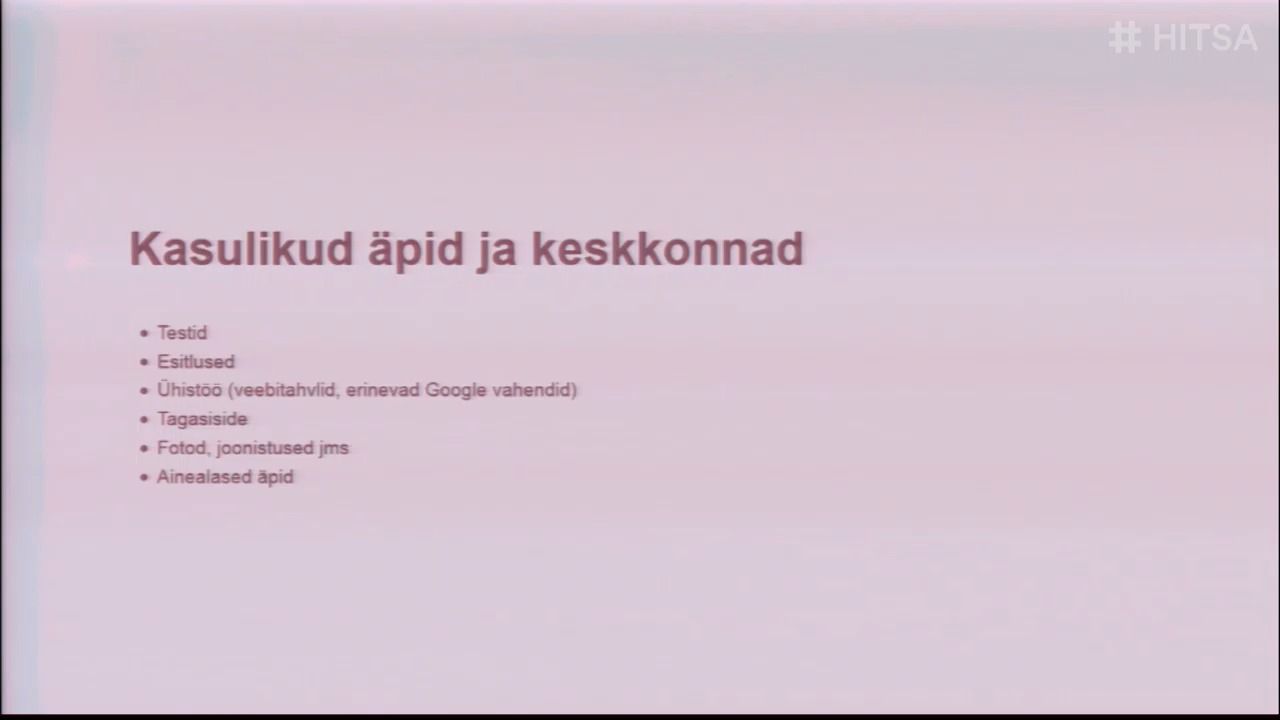 # HITSA
Kasulikud äpid ja keskkonnad
• Testid
• Esitlused
• Ühistöö (veebitahvlid, erinevad Google vahendid)
• Tagasiside
• Fotod, joonistused jms
• Ainealased äpid